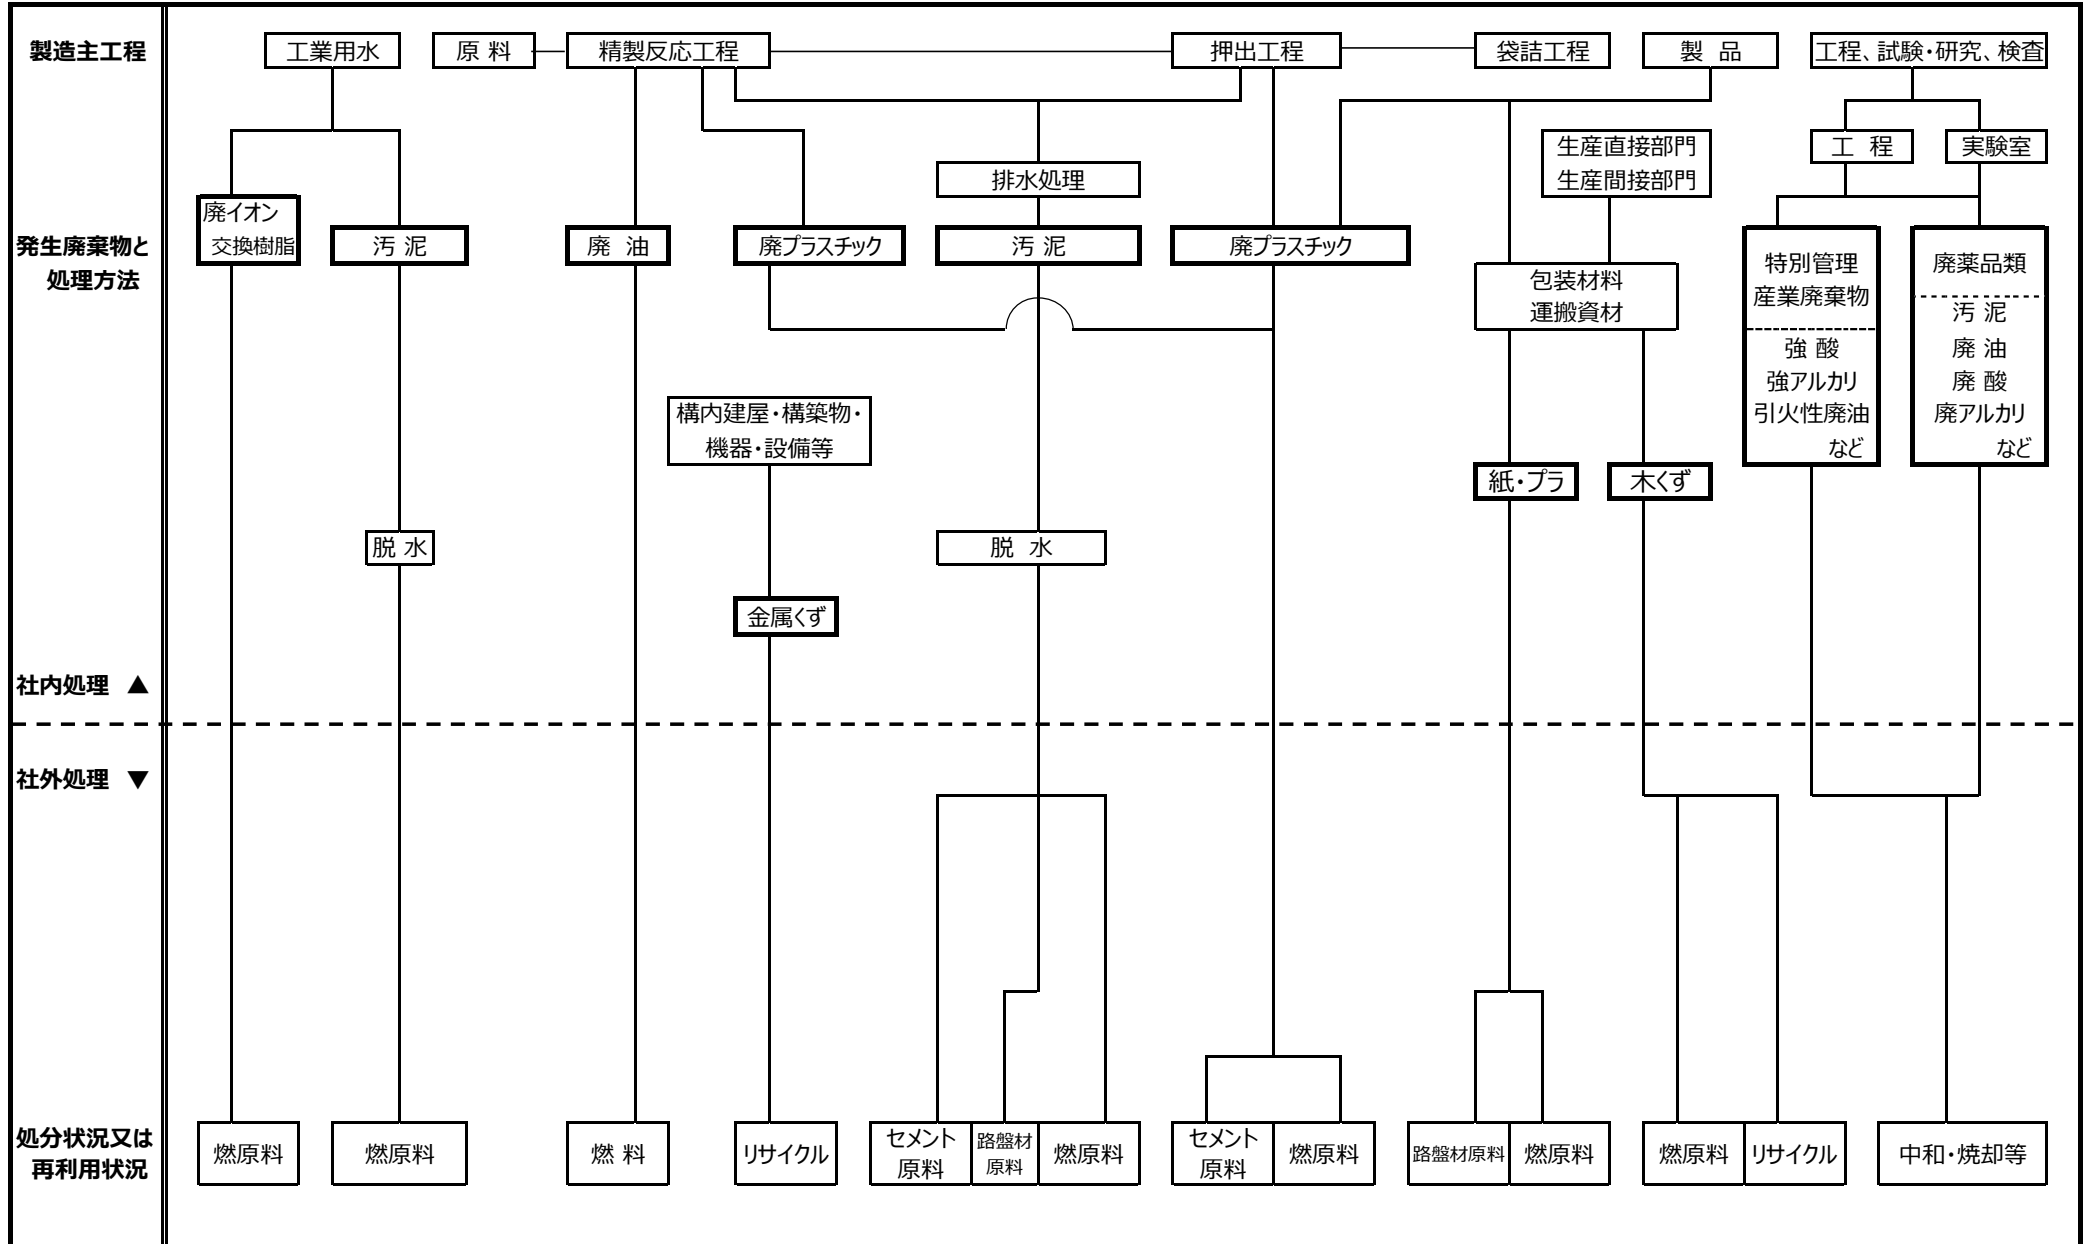 製造主工程
工業用水
原 料
精製反応工程
押出工程
袋詰工程
製 品
工程、試験・研究、検査
生産直接部門
生産間接部門
工 程
実験室
排水処理
発生廃棄物と
処理方法
廃イオン
交換樹脂
汚 泥
廃 油
廃プラスチック
汚 泥
廃プラスチック
包装材料
運搬資材
特別管理
産業廃棄物
強 酸
強アルカリ
引火性廃油
など
廃薬品類
汚 泥
廃 油
廃 酸
廃アルカリ
など
構内建屋・構築物・
機器・設備等
紙・プラ
木くず
脱 水
脱 水
金属くず
社内処理 ▲
社外処理 ▼
処分状況又は
再利用状況
燃原料
燃原料
燃 料
リサイクル
セメント
原料
路盤材
原料
燃原料
セメント
原料
燃原料
路盤材原料
燃原料
燃原料
リサイクル
中和・焼却等